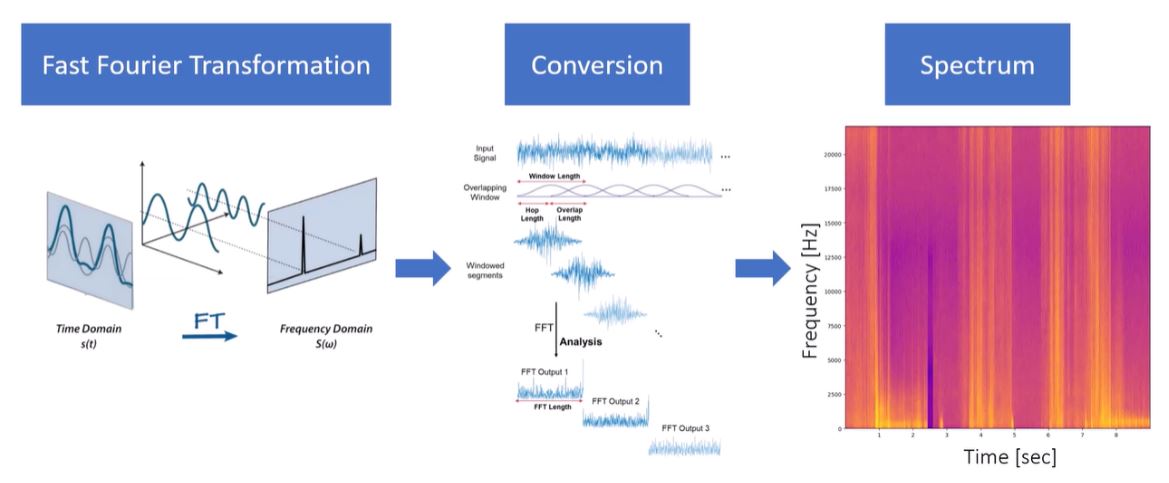 Fast Fourier Transformation
Conversion
Spectrum
Time Domain
s(t)
FT
Frequency Domain
S(ω)
Input
Signal
...
Window Length
Overlapping
Window
...
Hop
Length
Overlap
Length
Windowed
segments
...
FFT
Analysis
FFT Output 1
FFT Length
FFT Output 2
FFT Output 3
Frequency [Hz]
20000
17500
15000
12500
10000
7500
5000
2500
0
1 2 3 4 5 6 7 8
Time [sec]